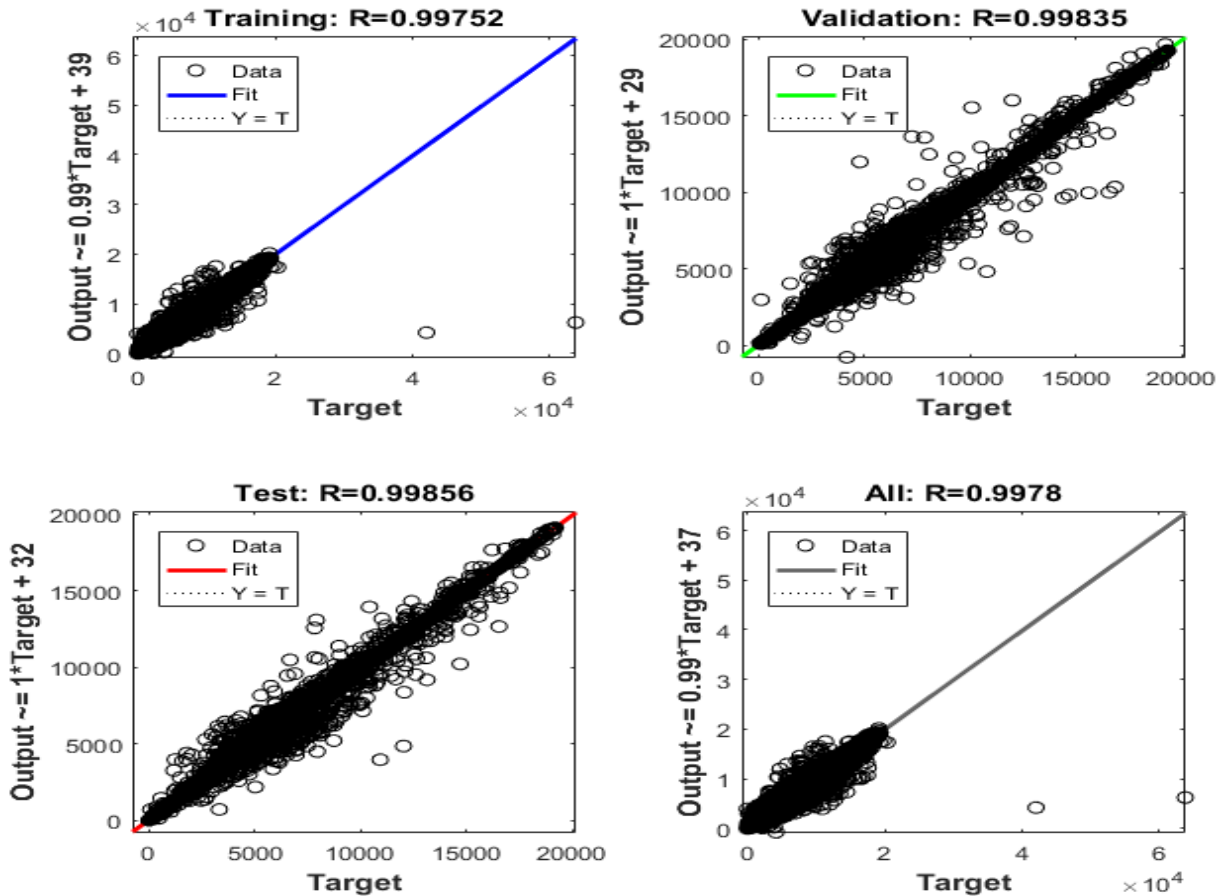 Training: R=0.99752
× 10^4
Output ~= 0.99*Target + 39
6
5
4
3
2
1
0
Data
Fit
Y = T
0
2
4
6
× 10^4
Target
Validation: R=0.99835
Output ~= 1*Target + 29
20000
15000
10000
5000
0
Data
Fit
Y = T
0
5000
10000
15000
20000
Target
Test: R=0.99856
Output ~= 1*Target + 32
20000
15000
10000
5000
0
Data
Fit
Y = T
0
5000
10000
15000
20000
Target
All: R=0.9978
× 10^4
Output ~= 0.99*Target + 37
6
5
4
3
2
1
0
Data
Fit
Y = T
0
2
4
6
× 10^4
Target